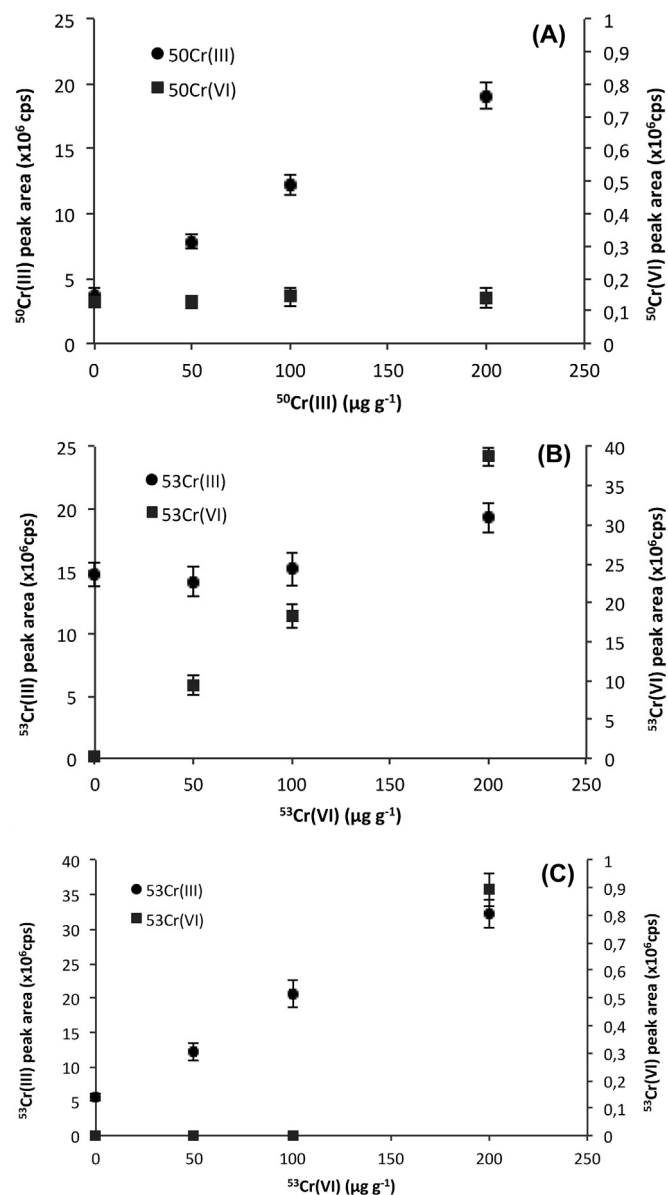 25
20
15
10
5
0
⁵⁰Cr(III) peak area (x10⁶ cps)
50Cr(III)
50Cr(VI)
(A)
1
0,9
0,8
0,7
0,6
0,5
0,4
0,3
0,2
0,1
0
⁵⁰Cr(VI) peak area (x10⁶cps)
0 50 100 150 200 250
⁵⁰Cr(III) (µg g⁻¹)
25
20
15
10
5
0
⁵³Cr(III) peak area (x10⁶cps)
53Cr(III)
53Cr(VI)
(B)
40
35
30
25
20
15
10
5
0
⁵³Cr(VI) peak area (x10⁶cps)
0 50 100 150 200 250
⁵³Cr(VI) (µg g⁻¹)
40
35
30
25
20
15
10
5
0
⁵³Cr(III) peak area (x10⁶cps)
53Cr(III)
53Cr(VI)
(C)
1
0,9
0,8
0,7
0,6
0,5
0,4
0,3
0,2
0,1
0
⁵³Cr(VI) peak area (x10⁶cps)
0 50 100 150 200 250
⁵³Cr(VI) (µg g⁻¹)